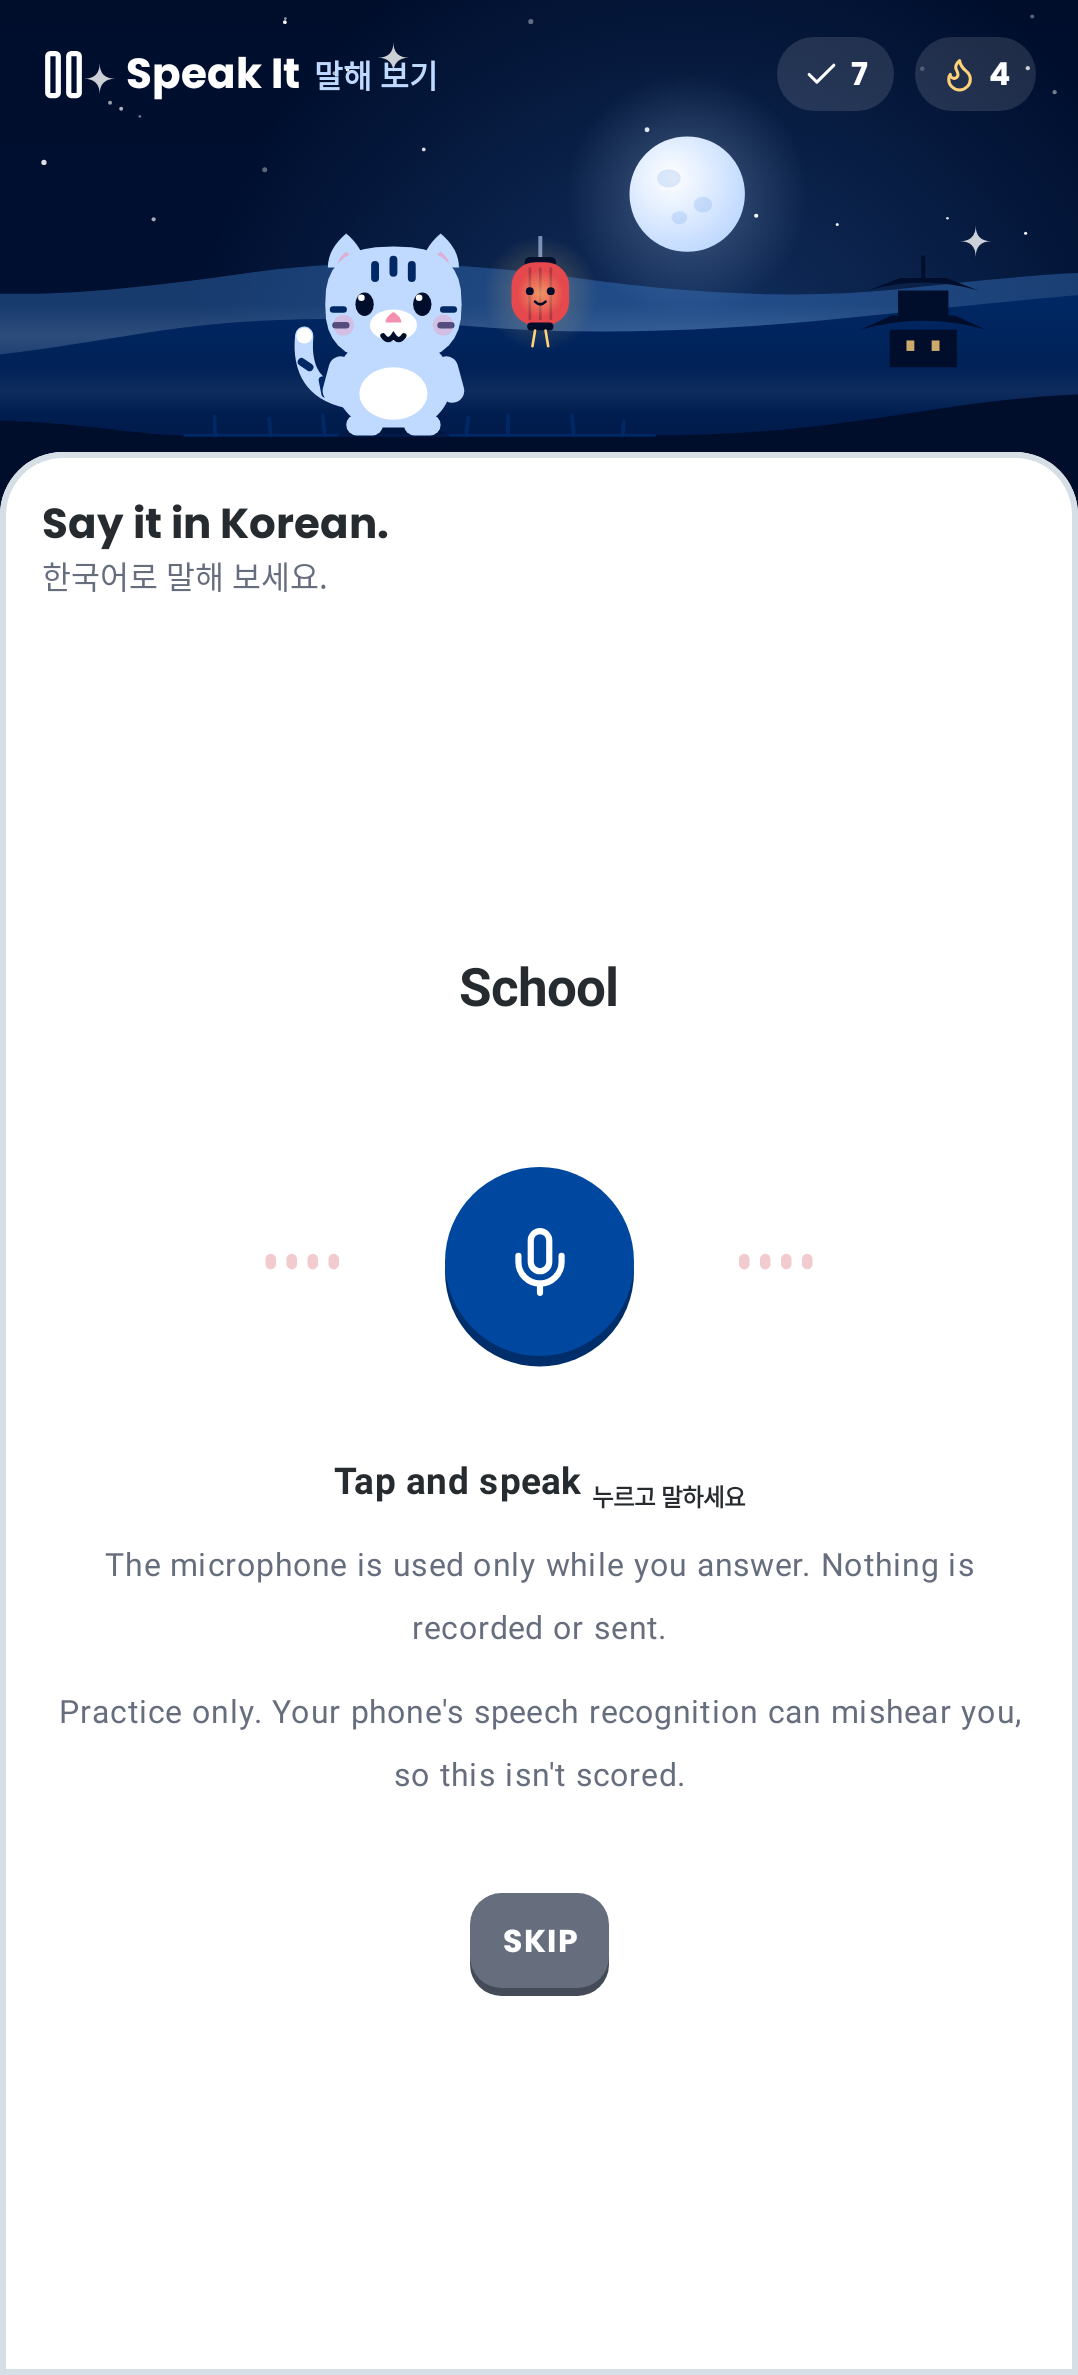 Speak It 말해 보기
7
4
Say it in Korean.
한국어로 말해 보세요.
School
Tap and speak 누르고 말하세요
The microphone is used only while you answer. Nothing is
recorded or sent.
Practice only. Your phone's speech recognition can mishear you,
so this isn't scored.
SKIP